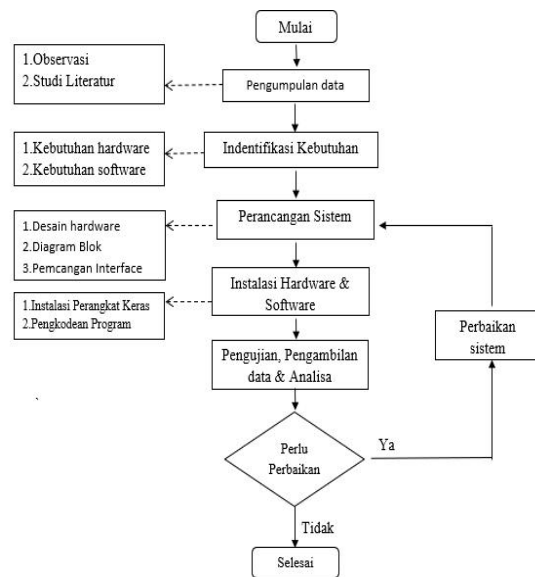 Mulai
1.Observasi
2.Studi Literatur
Pengumpulan data
1.Kebutuhan hardware
2.Kebutuhan software
Indentifikasi Kebutuhan
1.Desain hardware
2.Diagram Blok
3.Pemcangan Interface
Perancangan Sistem
1.Instalasi Perangkat Keras
2.Pengkodean Program
Instalasi Hardware &
Software
Perbaikan
sistem
Pengujian, Pengambilan
data & Analisa
Perlu
Perbaikan
Ya
Tidak
Selesai